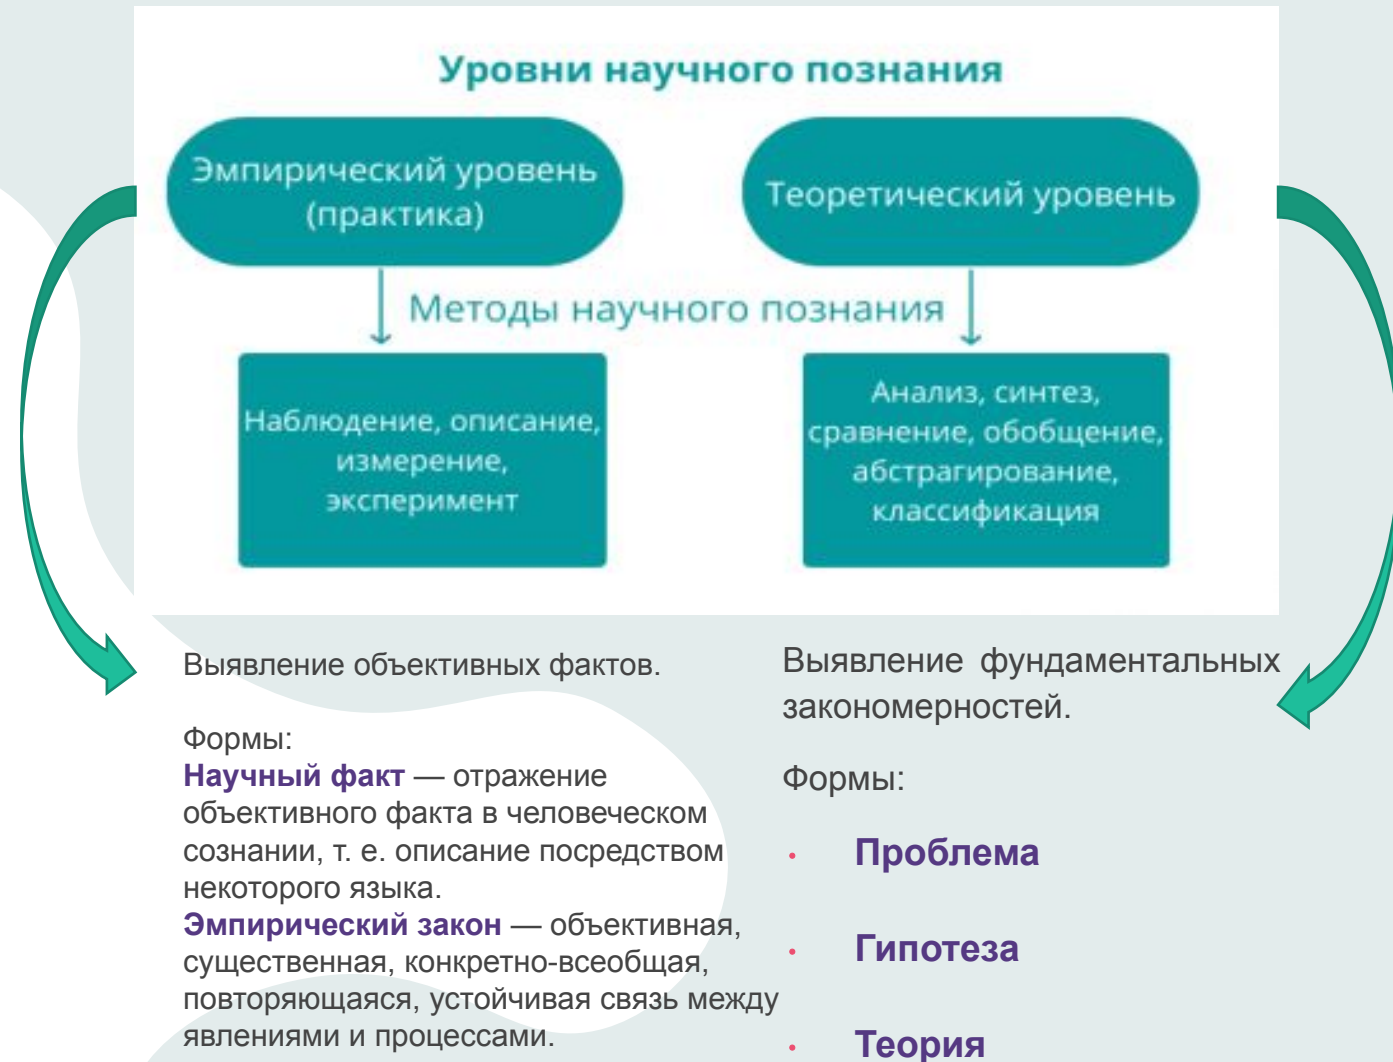 Уровни научного познания
Эмпирический уровень
(практика)
Теоретический уровень
Методы научного познания
Наблюдение, описание,
измерение,
эксперимент
Анализ, синтез,
сравнение, обобщение,
абстрагирование,
классификация
Выявление объективных фактов.
Формы:
Научный факт — отражение
объективного факта в человеческом
сознании, т. е. описание посредством
некоторого языка.
Эмпирический закон — объективная,
существенная, конкретно-всеобщая,
повторяющаяся, устойчивая связь между
явлениями и процессами.
Выявление фундаментальных
закономерностей.
Формы:
• Проблема
• Гипотеза
• Теория